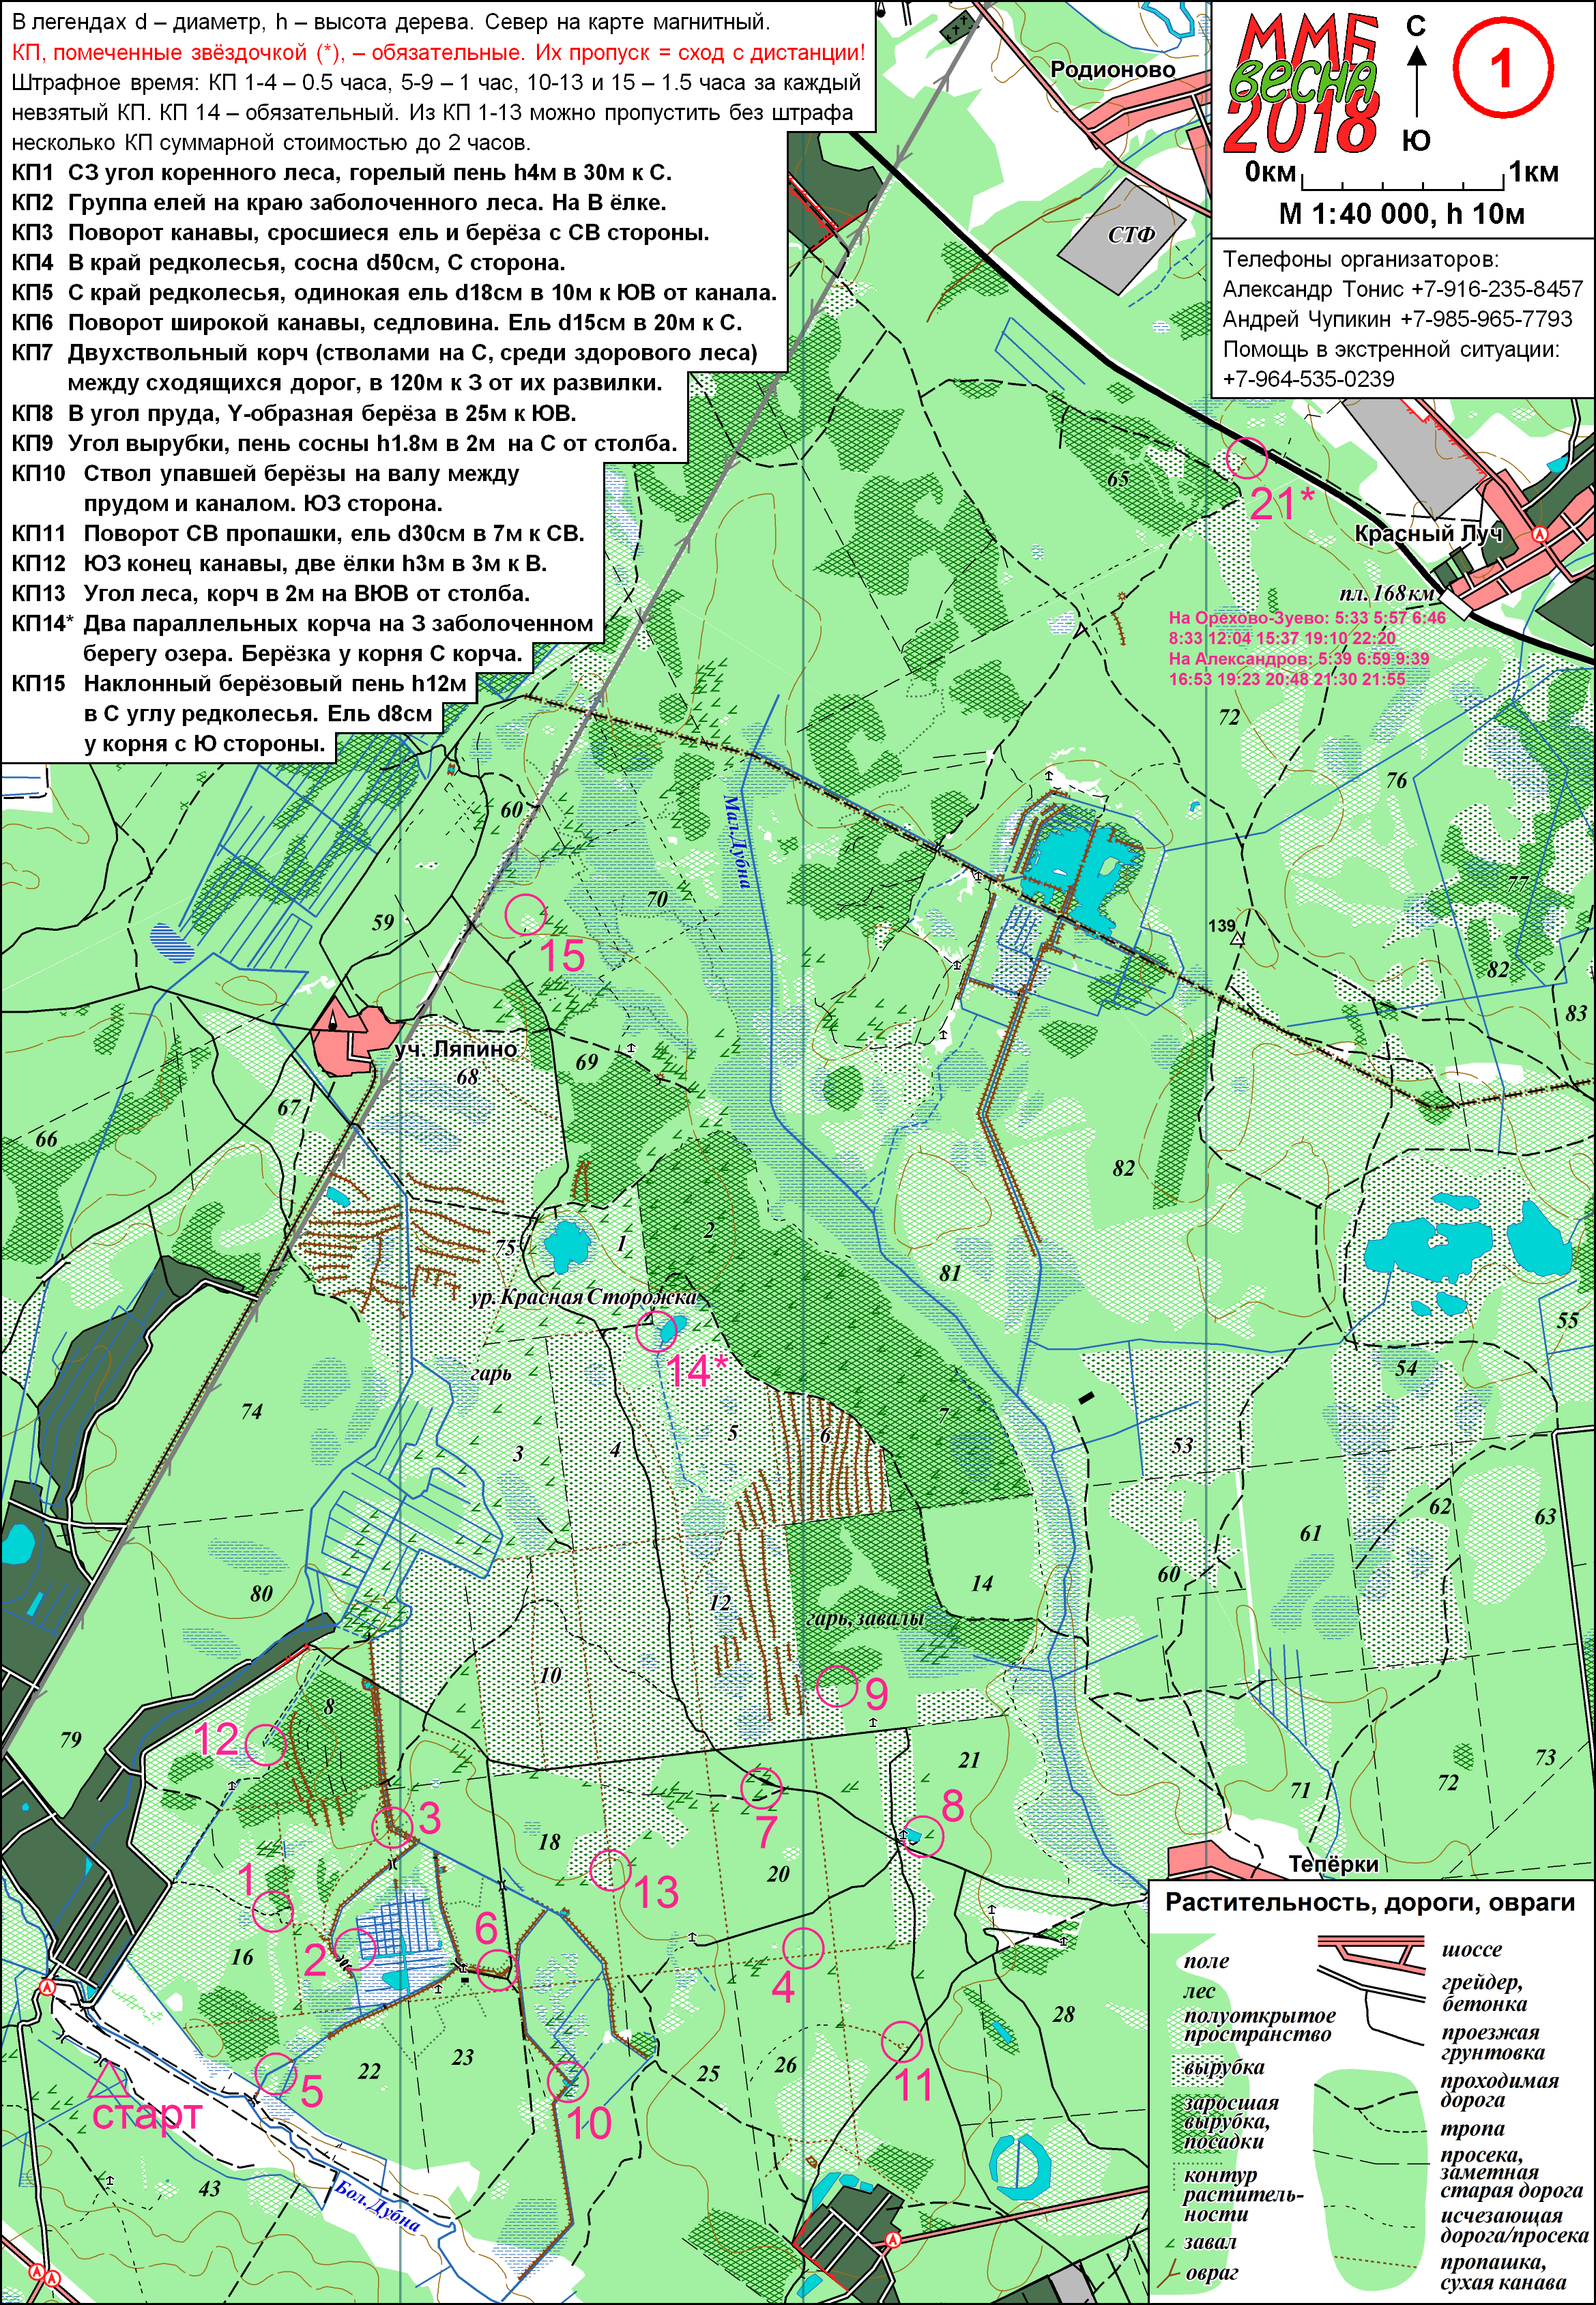 В легендах d – диаметр, h – высота дерева. Север на карте магнитный.
КП, помеченные звёздочкой (*), – обязательные. Их пропуск = сход с дистанции!
Штрафное время: КП 1-4 – 0.5 часа, 5-9 – 1 час, 10-13 и 15 – 1.5 часа за каждый
невзятый КП. КП 14 – обязательный. Из КП 1-13 можно пропустить без штрафа
несколько КП суммарной стоимостью до 2 часов.
КП1 СЗ угол коренного леса, горелый пень h4м в 30м к С.
КП2 Группа елей на краю заболоченного леса. На В ёлке.
КП3 Поворот канавы, сросшиеся ель и берёза с СВ стороны.
КП4 В край редколесья, сосна d50см, С сторона.
КП5 С край редколесья, одинокая ель d18см в 10м к ЮВ от канала.
КП6 Поворот широкой канавы, седловина. Ель d15см в 20м к С.
КП7 Двухствольный корч (стволами на С, среди здорового леса)
между сходящихся дорог, в 120м к З от их развилки.
КП8 В угол пруда, Y-образная берёза в 25м к ЮВ.
КП9 Угол вырубки, пень сосны h1.8м в 2м на С от столба.
КП10 Ствол упавшей берёзы на валу между
прудом и каналом. ЮЗ сторона.
КП11 Поворот СВ пропашки, ель d30см в 7м к СВ.
КП12 ЮЗ конец канавы, две ёлки h3м в 3м к В.
КП13 Угол леса, корч в 2м на ВЮВ от столба.
КП14* Два параллельных корча на З заболоченном
берегу озера. Берёзка у корня С корча.
КП15 Наклонный берёзовый пень h12м
в С углу редколесья. Ель d8см
у корня с Ю стороны.
ММБ
весна
2018
С
Ю
1
0км 1км
М 1:40 000, h 10м
Телефоны организаторов:
Александр Тонис +7-916-235-8457
Андрей Чупикин +7-985-965-7793
Помощь в экстренной ситуации:
+7-964-535-0239
Родионово
СТФ
65
21*
Красный Луч
пл. 168км
На Орехово-Зуево: 5:33 5:57 6:46
8:33 12:04 15:37 19:10 22:20
На Александров: 5:39 6:59 9:39
16:53 19:23 20:48 21:30 21:55
72
76
60
Мал.Дубна
77
70
59
139
15
82
83
уч. Ляпино
68
69
67
66
82
75
1
2
81
ур. Красная Сторожка
14*
55
54
гарь
74
7
5
6
4
3
53
62
63
61
60
80
14
12
гарь, завалы
10
9
8
12
79
21
73
72
71
3
7
8
18
Тепёрки
20
1
13
6
16
2
4
28
23
22
25
26
5
11
10
старт
43
Бол.Дубна
Растительность, дороги, овраги
поле
лес
полуоткрытое
пространство
вырубка
заросшая
вырубка,
посадки
контур
раститель-
ности
завал
овраг
шоссе
грейдер,
бетонка
проезжая
грунтовка
проходимая
дорога
тропа
просека,
заметная
старая дорога
исчезающая
дорога/просека
пропашка,
сухая канава